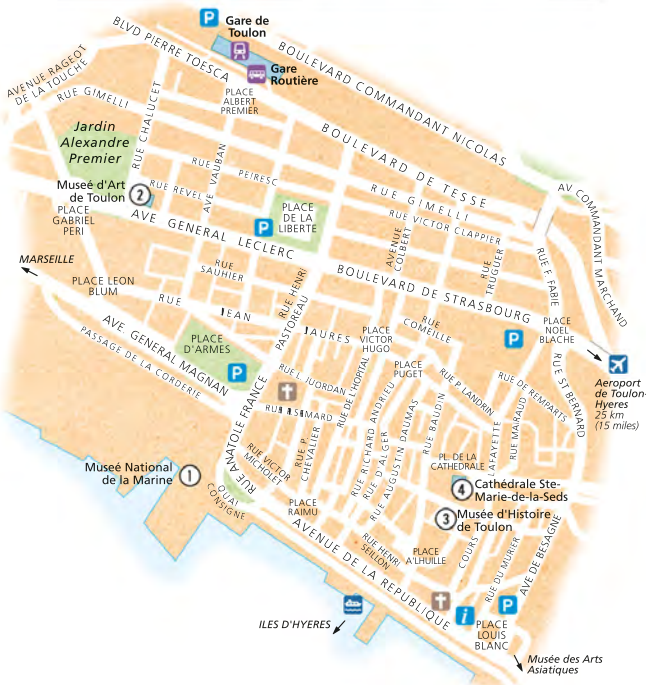 P
Gare de
Toulon
Gare
Routière
BLVD PIERRE TOESCA
BOULEVARD COMMANDANT NICOLAS
AVENUE RAGEOT
DE LA TOUCHE
RUE GIMELLI
RUE CHALUCET
PLACE
ALBERT
PREMIER
Jardin
Alexandre
Premier
BOULEVARD DE TESSE
RUE PEIRESC
AVE VAUBAN
RUE GIMELLI
Museé d'Art
de Toulon
2
RUE REVEL
PLACE
DE LA
LIBERTE
P
RUE VICTOR CLAPPIER
AV COMMANDANT MARCHAND
PLACE
GABRIEL
PERI
AVE GENERAL LECLERC
AVENUE
COLBERT
RUE
TRUGUER
RUE F. FABIE
MARSEILLE
PLACE LEON
BLUM
RUE
SAUHIER
RUE HENRI
PASTOREAU
BOULEVARD DE STRASBOURG
RUE JEAN JAURES
RUE
COMEILLE
PLACE
VICTOR
HUGO
P
PLACE
NOEL
BLACHE
AVE GENERAL MAGNAN
PLACE
D'ARMES
P
PASSAGE DE LA CORDERIE
PLACE
PUGET
RUE P. LANDRIN
RUE DE REMPARTS
RUE ST BERNARD
Aeroport
de Toulon-
Hyeres
25 km
(15 miles)
RUE L. JUORDAN
RUE DE L'HOPITAL
RUE ANATOLE FRANCE
RUE P.
CHEVALIER
RUE RICHARD ANDRIEU
RUE D'ALGER
RUE AUGUSTIN DAUMAS
RUE BAUDIN
RUE MAIRAUD
COURS LAFAYETTE
RUE VICTOR
MICHOLET
PL. DE LA
CATHEDRALE
Museé National
de la Marine
1
4
Cathédrale Ste-
Marie-de-la-Seds
3
Musée d'Histoire
de Toulon
QUAI
CONSIGNE
PLACE
RAIMU
AVENUE DE LA REPUBLIQUE
RUE HENRI
SEILLON
PLACE
A'LHUILLE
RUE DU MURIER
AVE DE BESAGNE
ILES D'HYERES
i
P
PLACE
LOUIS
BLANC
Musée des Arts
Asiatiques